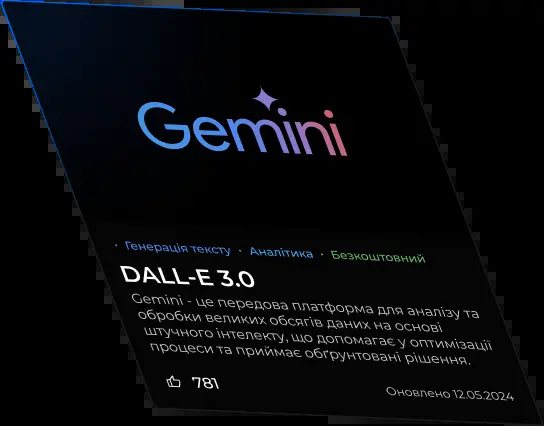 Gemini
· Генерація тексту · Аналітика · Безкоштовний
DALL-E 3.0
Gemini - це передова платформа для аналізу та
обробки великих обсягів даних на основі
штучного інтелекту, що допомагає у оптимізації
процеси та приймає обґрунтовані рішення.
781
Оновлено 12.05.2024